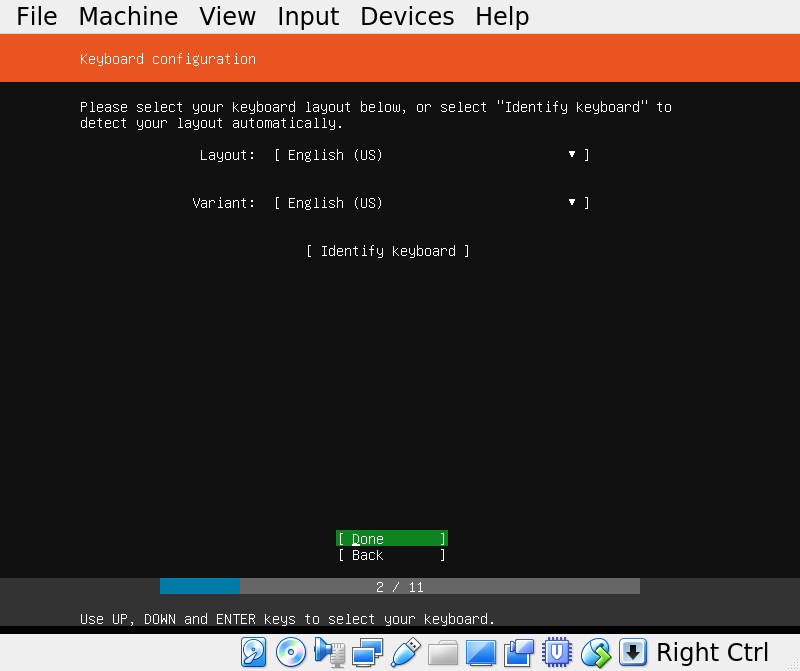 File Machine View Input Devices Help
Keyboard configuration
Please select your keyboard layout below, or select "Identify keyboard" to
detect your layout automatically.
Layout: [ English (US) ▼ ]
Variant: [ English (US) ▼ ]
[ Identify keyboard ]
[ Done ]
[ Back ]
2 / 11
Use UP, DOWN and ENTER keys to select your keyboard.
Right Ctrl